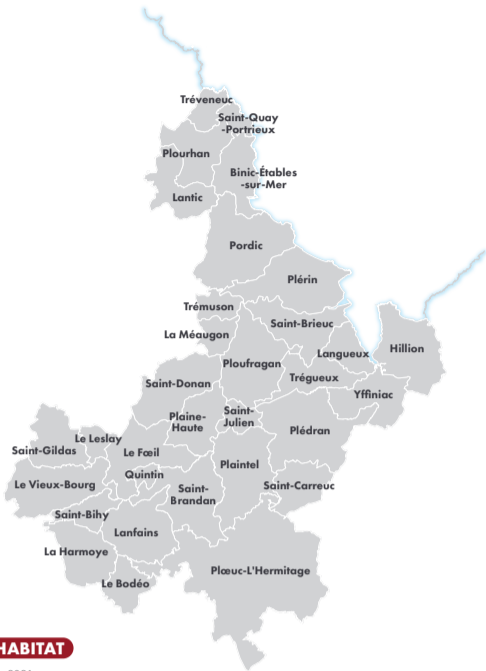 Tréveneuc
Saint-Quay
-Portrieux
Plourhan
Binic-Étables
-sur-Mer
Lantic
Pordic
Plérin
Trémuson
Saint-Brieuc
La Méaugon
Langueux
Hillion
Ploufragan
Trégueux
Saint-Donan
Yffiniac
Plaine-
Haute
Saint-
Julien
Plédran
Le Leslay
Saint-Gildas
Le Fœil
Plaintel
Quintin
Le Vieux-Bourg
Saint-
Brandan
Saint-Carreuc
Saint-Bihy
Lanfains
La Harmoye
Plœuc-L'Hermitage
Le Bodéo
HABITAT